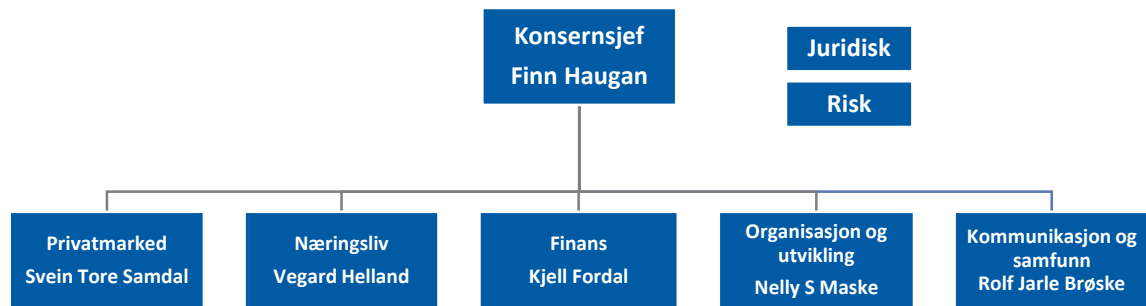 Konsernsjef
Finn Haugan
Juridisk
Risk
Privatmarked
Svein Tore Samdal
Næringsliv
Vegard Helland
Finans
Kjell Fordal
Organisasjon og
utvikling
Nelly S Maske
Kommunikasjon og
samfunn
Rolf Jarle Brøske